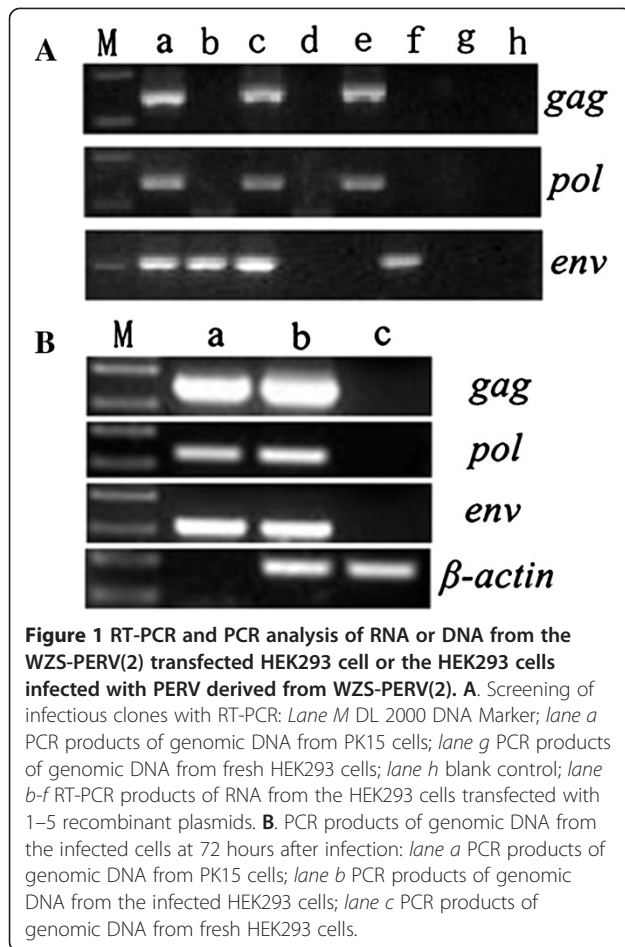 A
M a b c d e f g h
gag
pol
env
B
M a b c
gag
pol
env
β-actin
Figure 1 RT-PCR and PCR analysis of RNA or DNA from the
WZS-PERV(2) transfected HEK293 cell or the HEK293 cells
infected with PERV derived from WZS-PERV(2). A. Screening of
infectious clones with RT-PCR: Lane M DL 2000 DNA Marker; lane a
PCR products of genomic DNA from PK15 cells; lane g PCR products
of genomic DNA from fresh HEK293 cells; lane h blank control; lane
b-f RT-PCR products of RNA from the HEK293 cells transfected with
1–5 recombinant plasmids. B. PCR products of genomic DNA from
the infected cells at 72 hours after infection: lane a PCR products of
genomic DNA from PK15 cells; lane b PCR products of genomic
DNA from the infected HEK293 cells; lane c PCR products of
genomic DNA from fresh HEK293 cells.